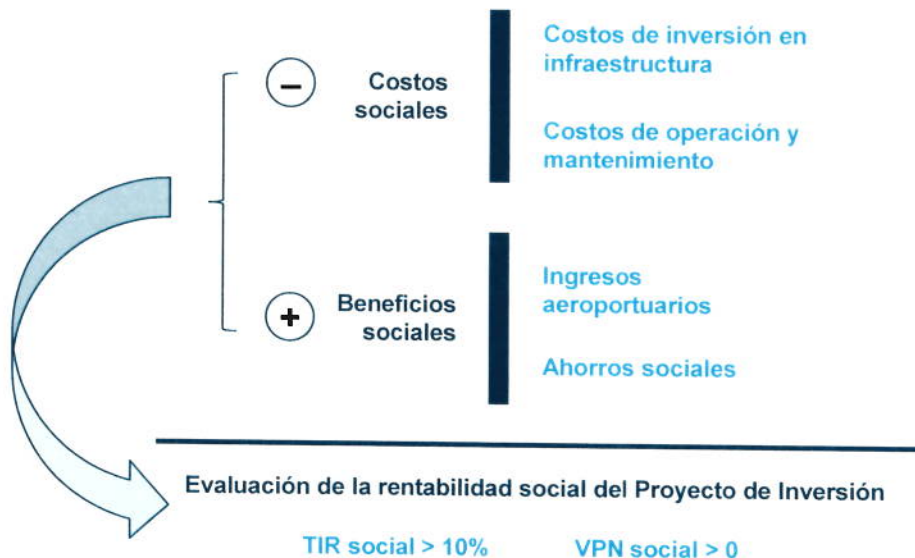 Costos de inversión en
infraestructura
−
Costos
sociales
Costos de operación y
mantenimiento
Ingresos
aeroportuarios
+
Beneficios
sociales
Ahorros sociales
Evaluación de la rentabilidad social del Proyecto de Inversión
TIR social > 10%
VPN social > 0